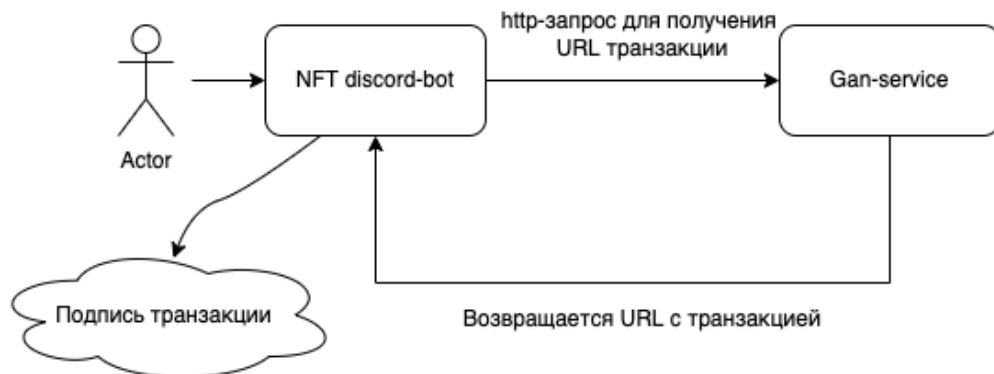 http-запрос для получения
URL транзакции
NFT discord-bot
Gan-service
Actor
Подпись транзакции
Возвращается URL с транзакцией